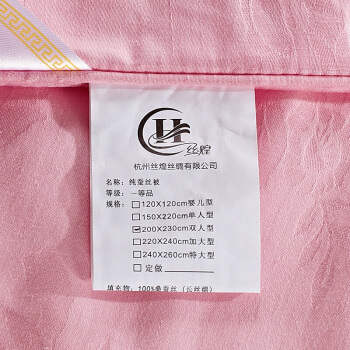 H 丝煌
杭州丝煌丝绸有限公司
名称：纯蚕丝被
等级：一等品
规格：□120X120cm婴儿型
□150X220cm单人型
☑200X230cm双人型
□220X240cm加大型
□240X260cm特大型
□定做
填充物：100%桑蚕丝（长丝绵）